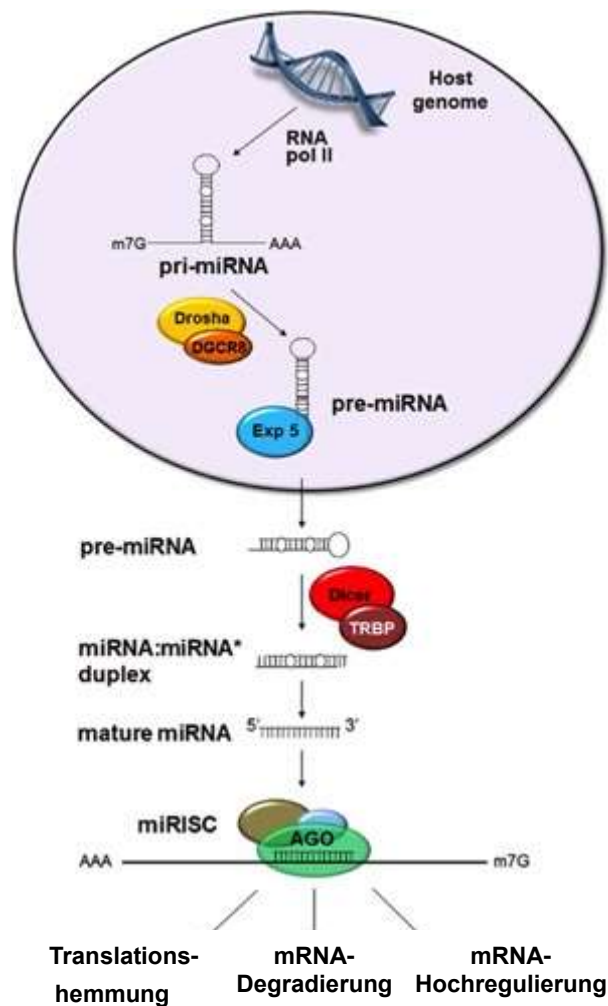 Host
genome
RNA
pol II
m7G AAA
pri-miRNA
Drosha
DGCR8
pre-miRNA
Exp 5
pre-miRNA
Dicer
TRBP
miRNA:miRNA*
duplex
mature miRNA 5' 3'
miRISC
AGO
AAA m7G
Translations-
hemmung
mRNA-
Degradierung
mRNA-
Hochregulierung